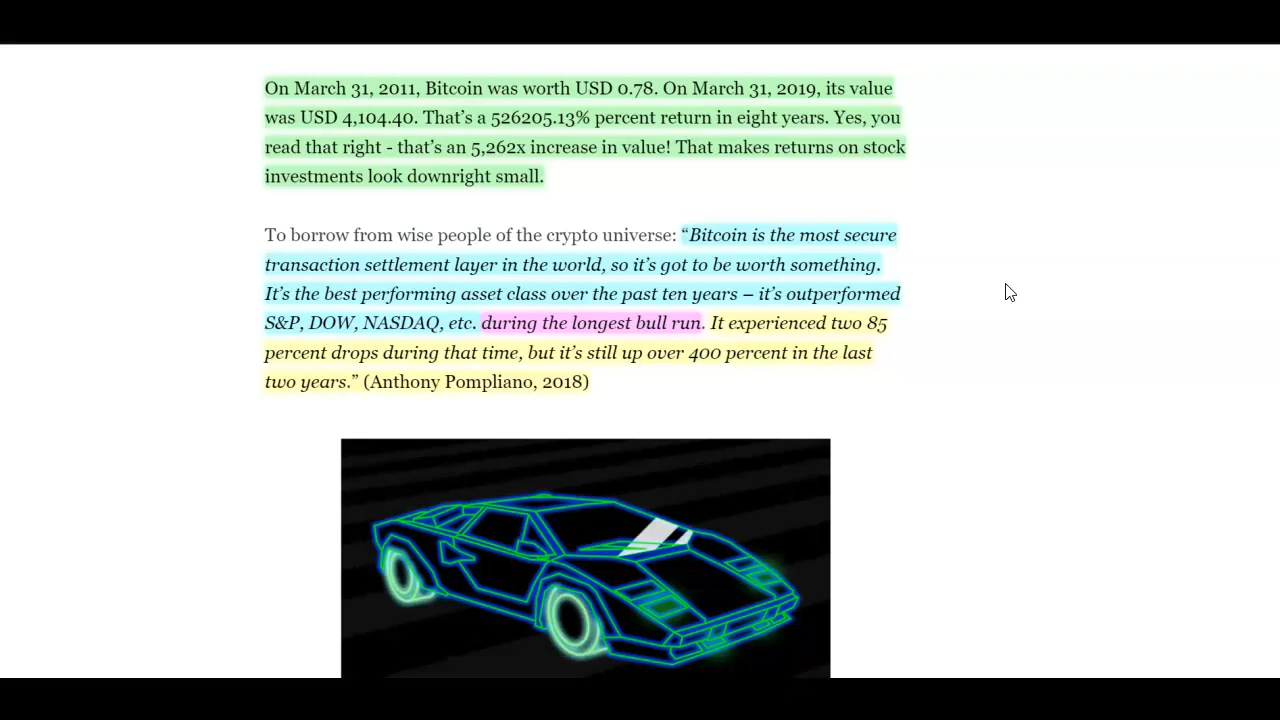 On March 31, 2011, Bitcoin was worth USD 0.78. On March 31, 2019, its value
was USD 4,104.40. That’s a 526205.13% percent return in eight years. Yes, you
read that right - that’s an 5,262x increase in value! That makes returns on stock
investments look downright small.
To borrow from wise people of the crypto universe: “Bitcoin is the most secure
transaction settlement layer in the world, so it’s got to be worth something.
It’s the best performing asset class over the past ten years – it’s outperformed
S&P, DOW, NASDAQ, etc. during the longest bull run. It experienced two 85
percent drops during that time, but it’s still up over 400 percent in the last
two years.” (Anthony Pompliano, 2018)